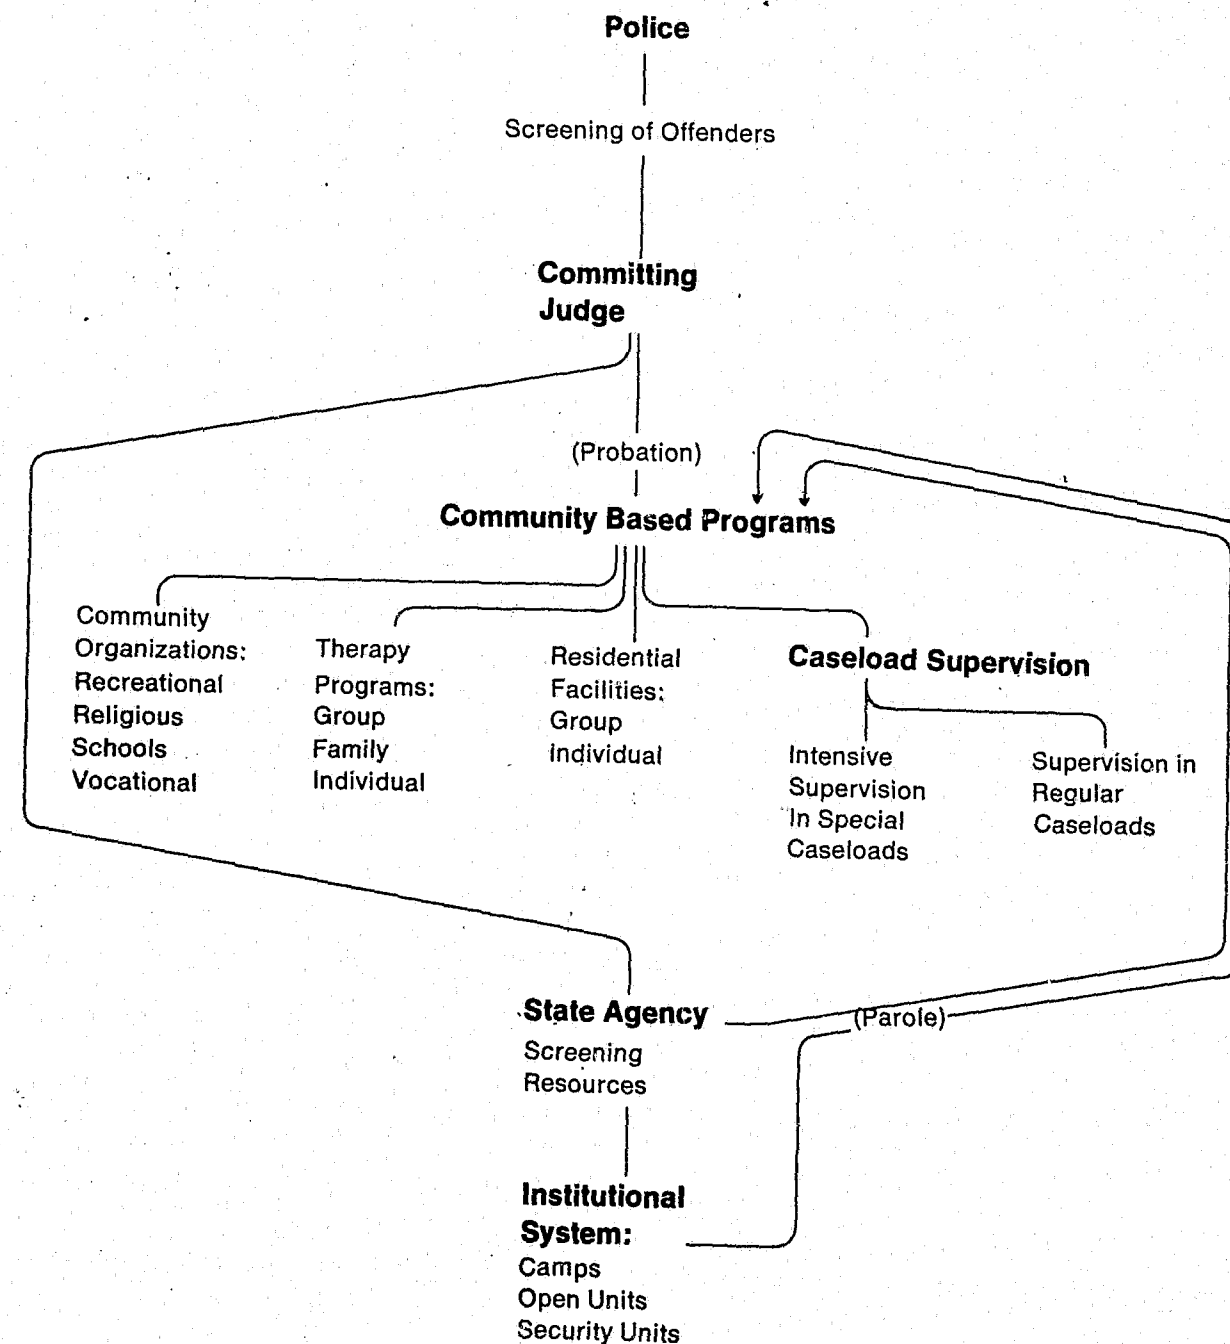 Police
Screening of Offenders
Committing
Judge
(Probation)
Community Based Programs
Community
Organizations:
Recreational
Religious
Schools
Vocational
Therapy
Programs:
Group
Family
Individual
Residential
Facilities:
Group
Individual
Caseload Supervision
Intensive
Supervision
In Special
Caseloads
Supervision in
Regular
Caseloads
State Agency
Screening
Resources
(Parole)
Institutional
System:
Camps
Open Units
Security Units